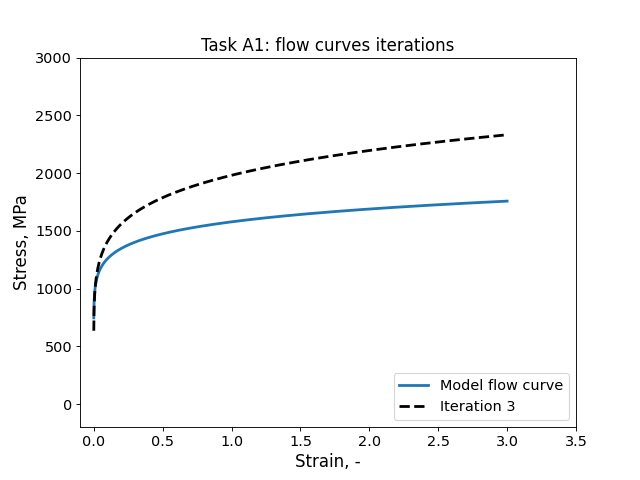 Task A1: flow curves iterations
3000
2500
2000
1500
1000
500
0
Stress, MPa
Model flow curve
Iteration 3
0.0 0.5 1.0 1.5 2.0 2.5 3.0 3.5
Strain, -